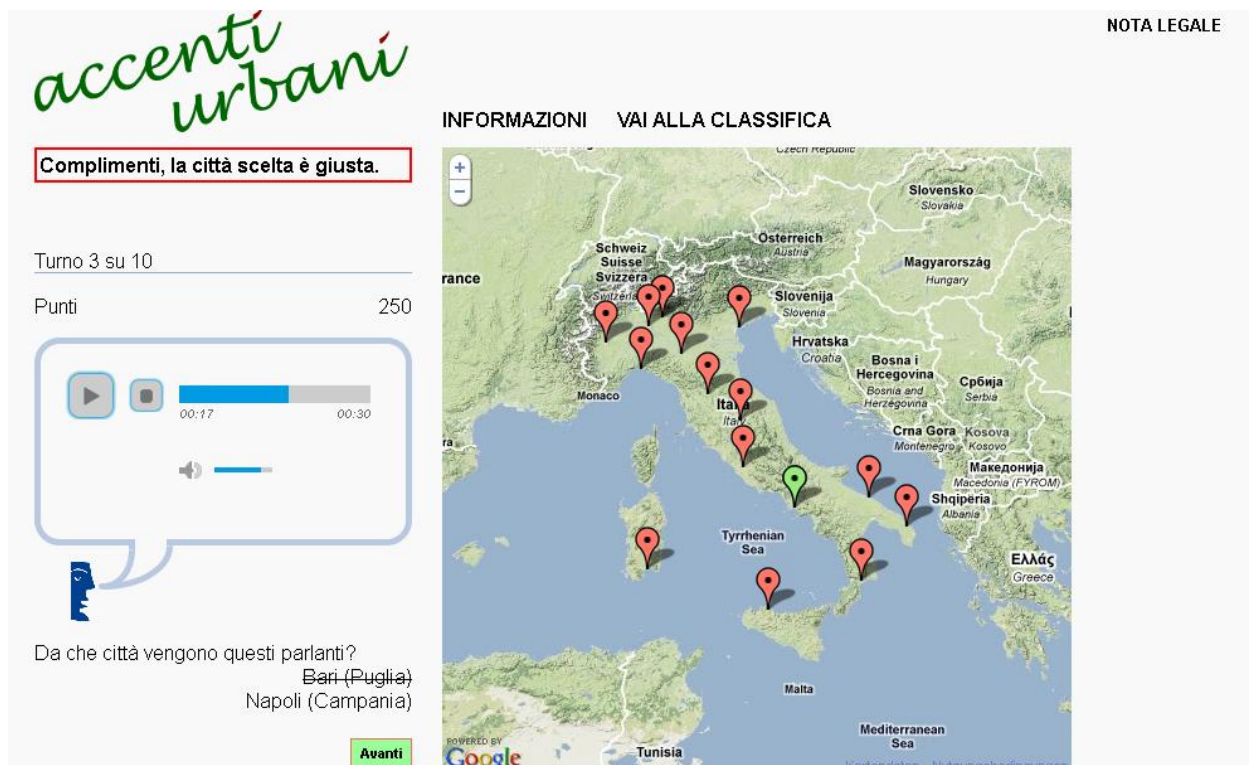 accenti
urbani
NOTA LEGALE
INFORMAZIONI VAI ALLA CLASSIFICA
Complimenti, la città scelta è giusta.
Turno 3 su 10
Punti 250
00:17 00:30
Da che città vengono questi parlanti?
Bari (Puglia)
Napoli (Campania)
Avanti
+
−
Czech Republic
Slovensko
Slovakia
Österreich
Austria
Schweiz
Suisse
Svizzera
Magyarország
Hungary
rance
Slovenija
Slovenia
Hrvatska
Croatia
Bosna i
Hercegovina
Bosnia and
Herzegovina
Србија
Serbia
Monaco
Crna Gora
Montenegro
Kosova
Kosovo
Македонија
Macedonia (FYROM)
Shqipëria
Albania
Tyrrhenian
Sea
Ελλάς
Greece
Malta
Mediterranean
Sea
Tunisia
POWERED BY
Google